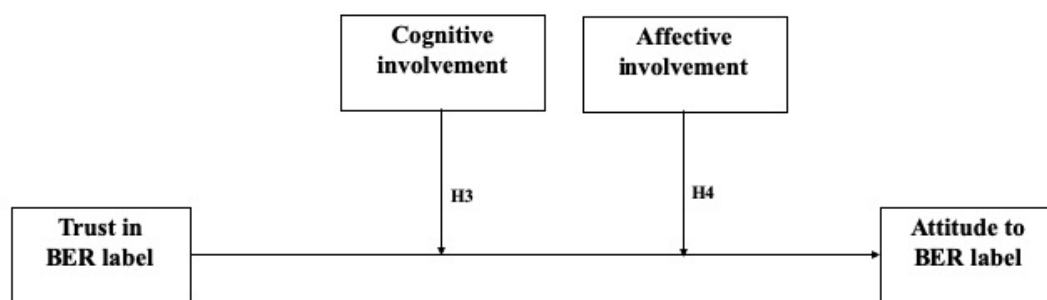 Cognitive
involvement
Affective
involvement
H3
H4
Trust in
BER label
Attitude to
BER label